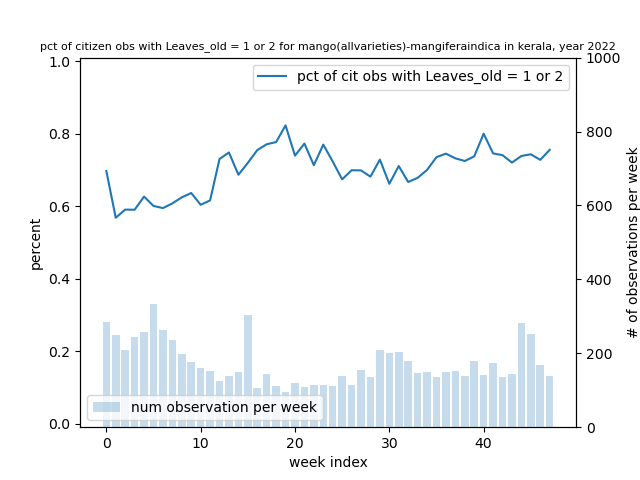 pct of citizen obs with Leaves_old = 1 or 2 for mango(allvarieties)-mangiferaindica in kerala, year 2022
pct of cit obs with Leaves_old = 1 or 2
1.0
0.8
0.6
0.4
0.2
0.0
percent
1000
800
600
400
200
0
# of observations per week
num observation per week
0 10 20 30 40
week index